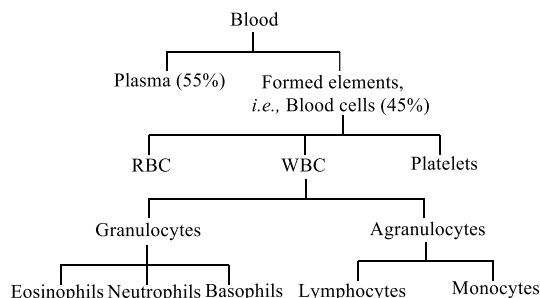 Blood
Plasma (55%)
Formed elements,
i.e., Blood cells (45%)
RBC
WBC
Platelets
Granulocytes
Agranulocytes
Eosinophils
Neutrophils
Basophils
Lymphocytes
Monocytes